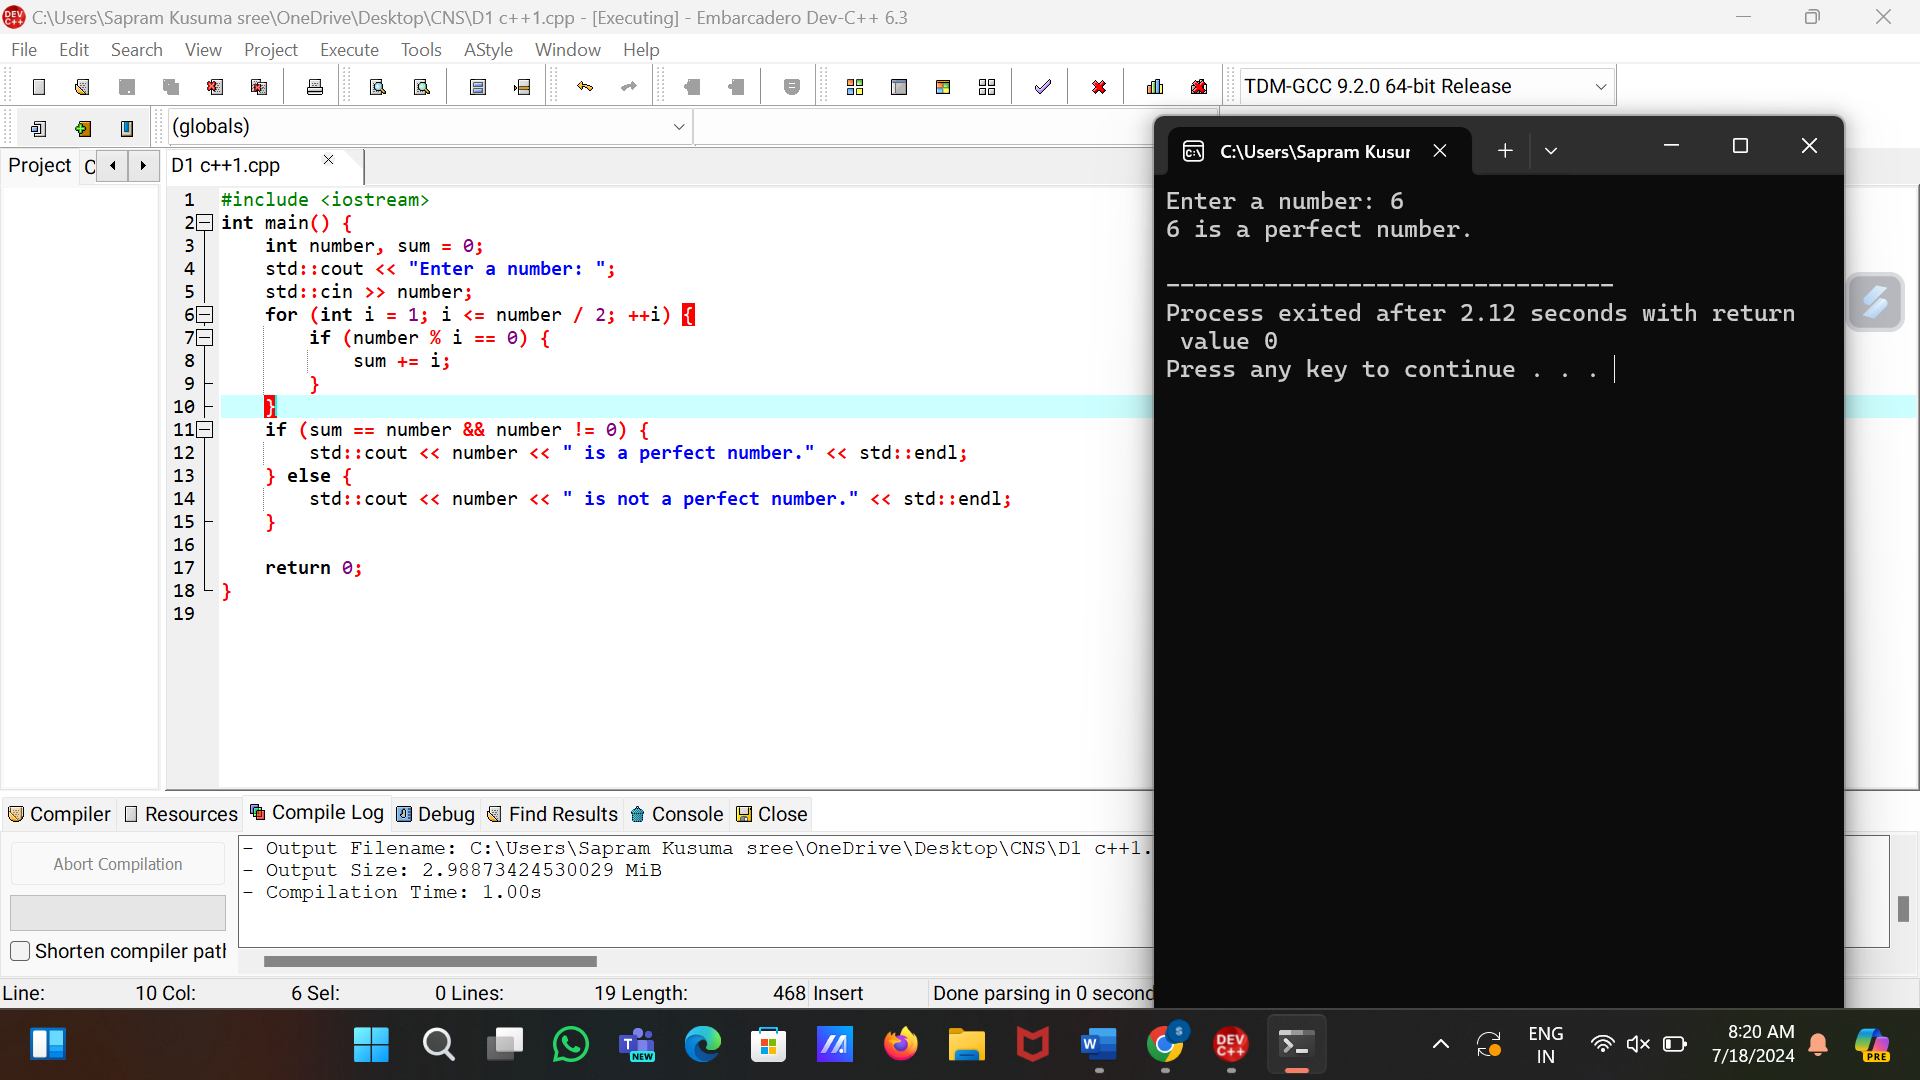 C:\Users\Sapram Kusuma sree\OneDrive\Desktop\CNS\D1 c++1.cpp - [Executing] - Embarcadero Dev-C++ 6.3
File Edit Search View Project Execute Tools AStyle Window Help
TDM-GCC 9.2.0 64-bit Release
(globals)
Project C
D1 c++1.cpp
1 #include <iostream>
2 int main() {
3 int number, sum = 0;
4 std::cout << "Enter a number: ";
5 std::cin >> number;
6 for (int i = 1; i <= number / 2; ++i) {
7 if (number % i == 0) {
8 sum += i;
9 }
10 }
11 if (sum == number && number != 0) {
12 std::cout << number << " is a perfect number." << std::endl;
13 } else {
14 std::cout << number << " is not a perfect number." << std::endl;
15 }
16
17 return 0;
18 }
19
C:\Users\Sapram Kusur
Enter a number: 6
6 is a perfect number.
--------------------------------
Process exited after 2.12 seconds with return
value 0
Press any key to continue . . .
Compiler Resources Compile Log Debug Find Results Console Close
Abort Compilation
Shorten compiler path
- Output Filename: C:\Users\Sapram Kusuma sree\OneDrive\Desktop\CNS\D1 c++1.
- Output Size: 2.98873424530029 MiB
- Compilation Time: 1.00s
Line: 10 Col: 6 Sel: 0 Lines: 19 Length: 468 Insert Done parsing in 0 second
ENG
IN
8:20 AM
7/18/2024
DEV
C++
NEW
PRE